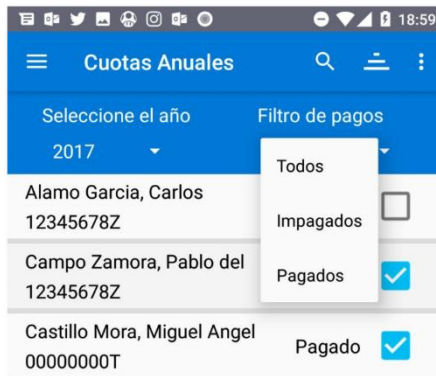 18:59
Cuotas Anuales
Seleccione el año
Filtro de pagos
2017
Todos
Impagados
Pagados
Alamo Garcia, Carlos
12345678Z
Campo Zamora, Pablo del
12345678Z
Castillo Mora, Miguel Angel
00000000T
Pagado